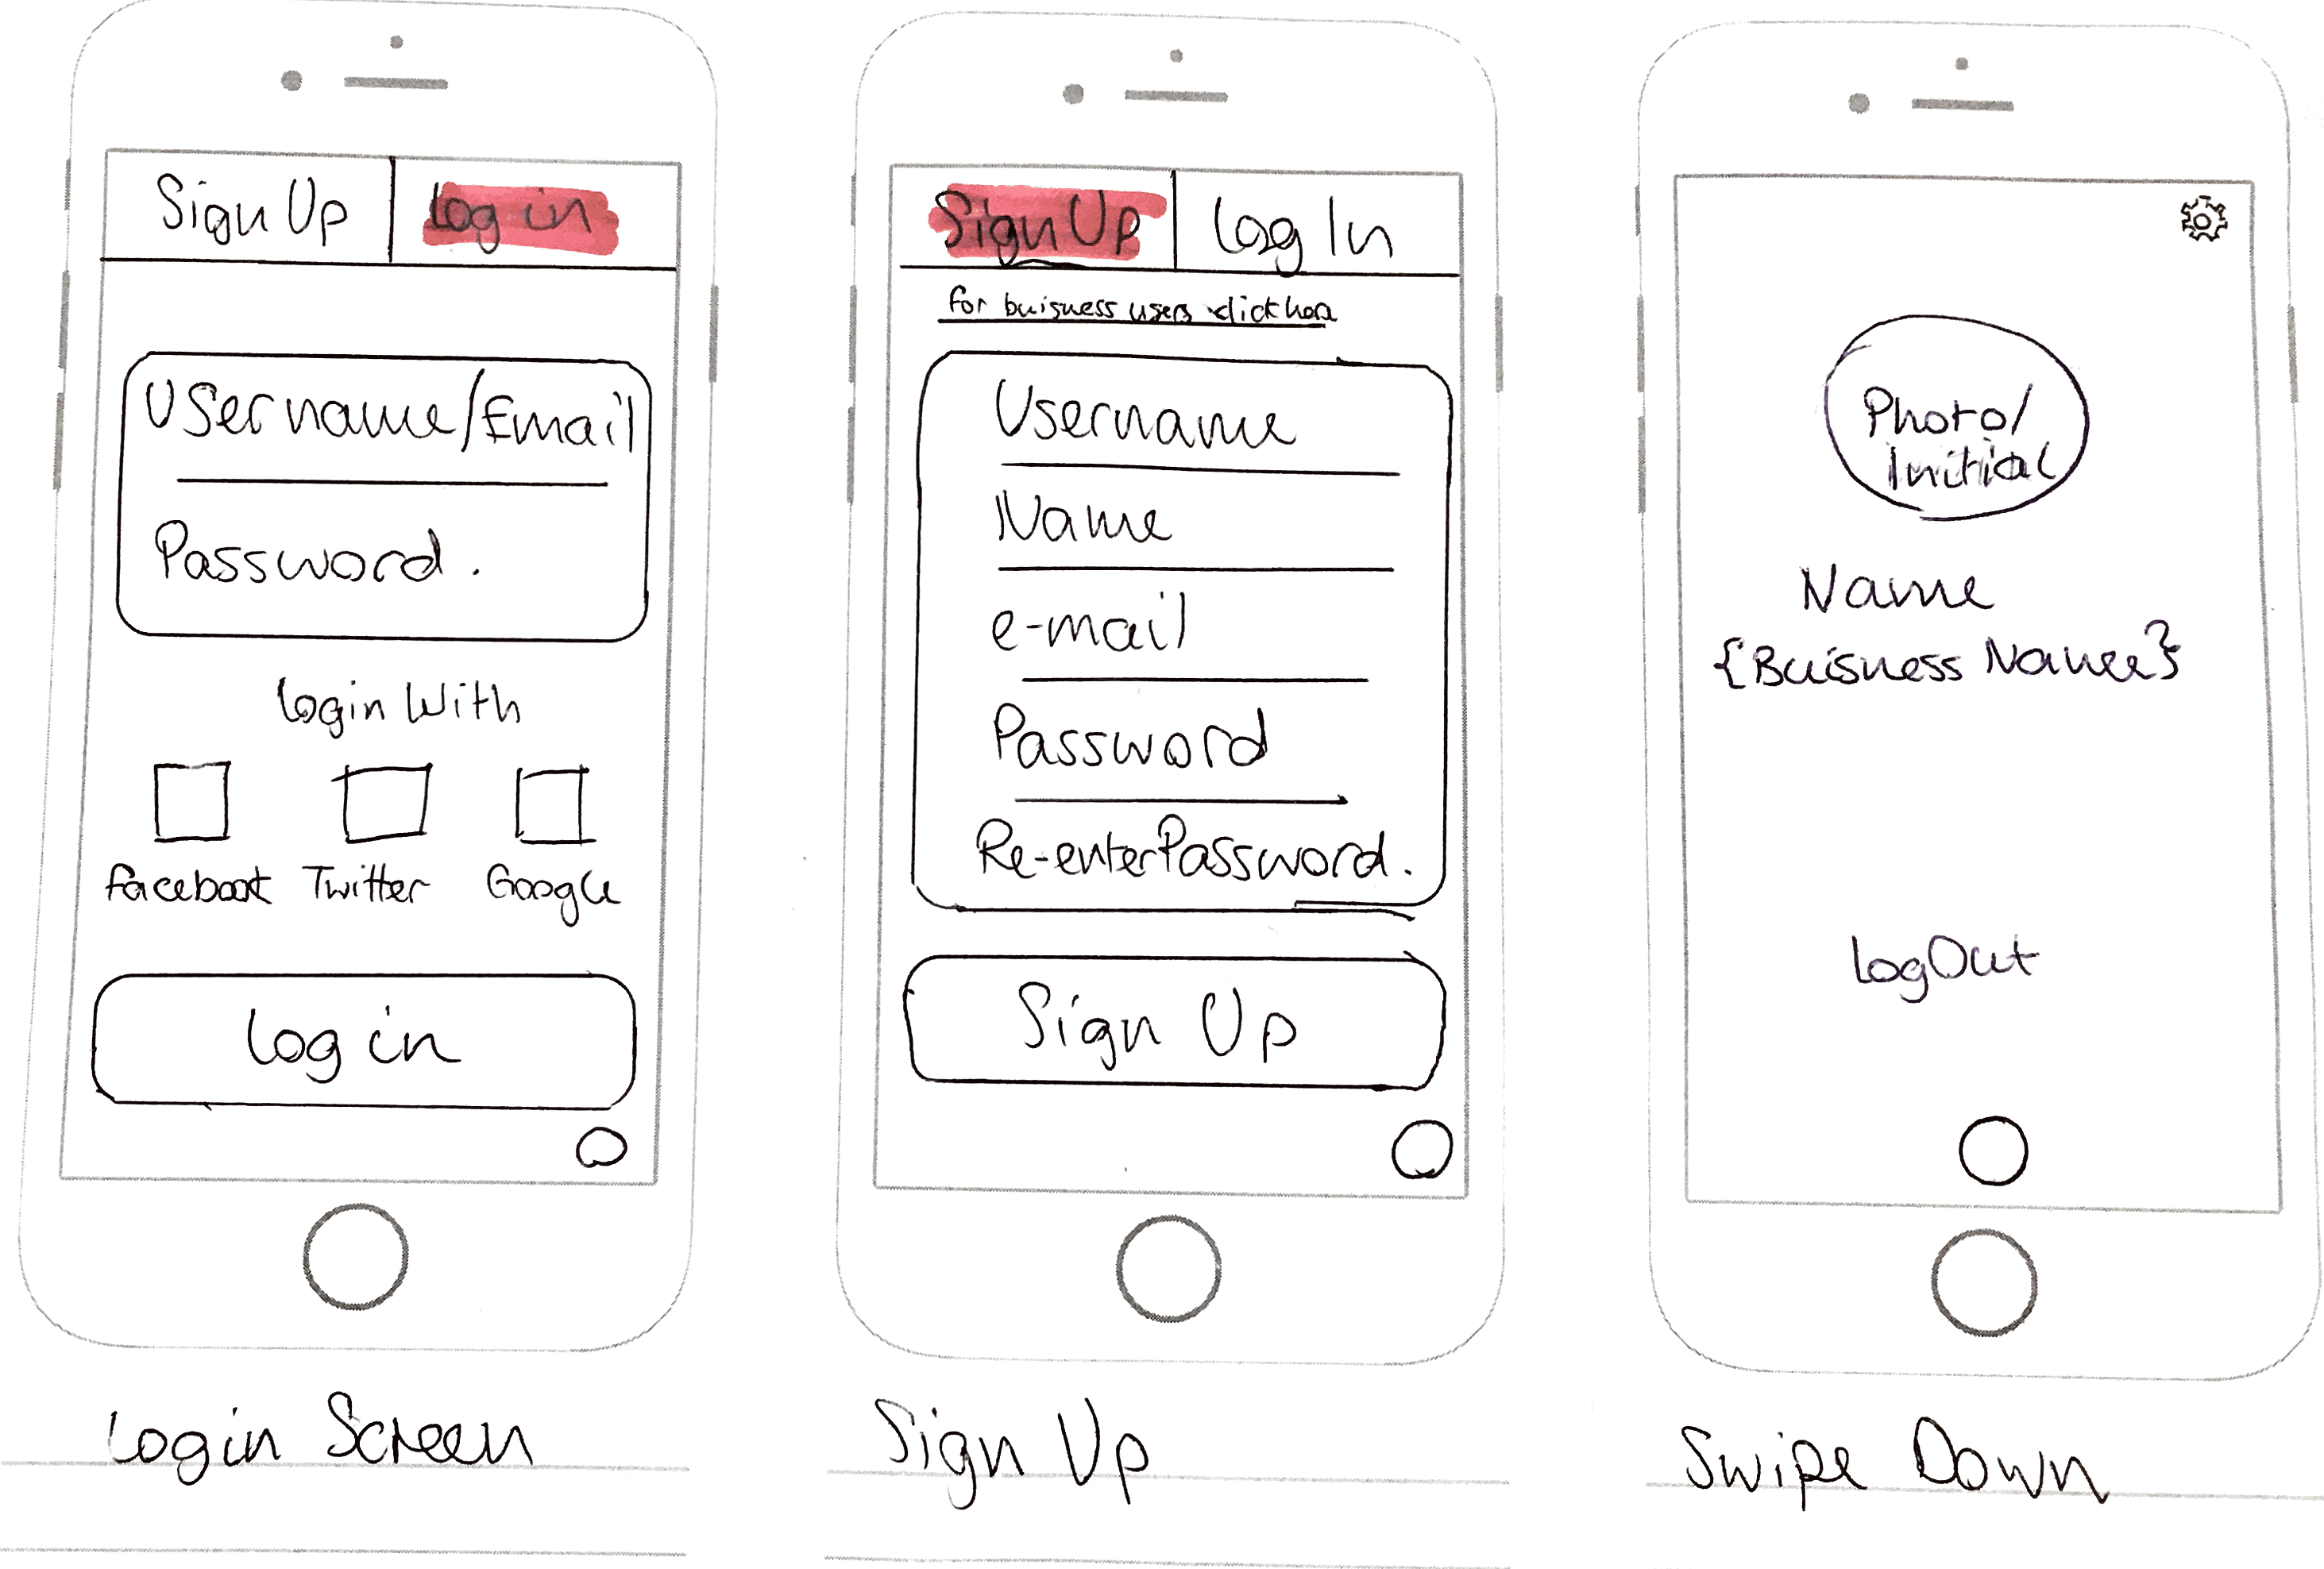 Sign Up
Log in
Username/Email
Password.
Login With
Facebook Twitter Google
Log in
Login Screen
Sign Up
Log In
For buisness users click here
Username
Name
e-mail
Password
Re-enter Password.
Sign Up
Sign Up
Photo/
Initial
Name
{Buisness Name}
LogOut
Swipe Down